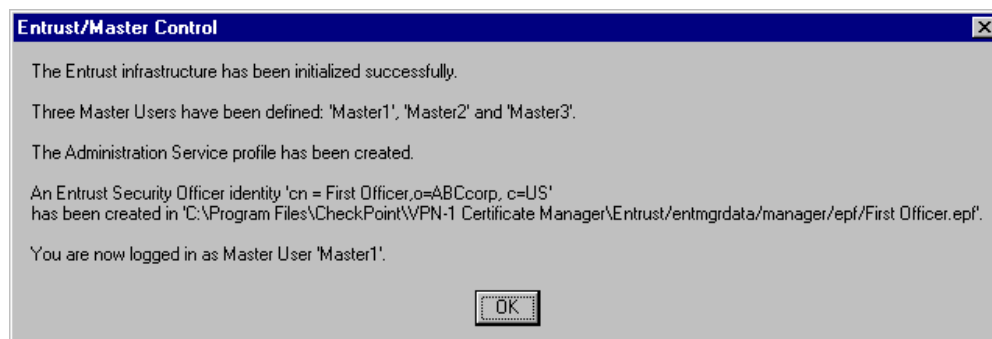 Entrust/Master Control
The Entrust infrastructure has been initialized successfully.
Three Master Users have been defined: 'Master1', 'Master2' and 'Master3'.
The Administration Service profile has been created.
An Entrust Security Officer identity 'cn = First Officer,o=ABCcorp, c=US'
has been created in 'C:\Program Files\CheckPoint\VPN-1 Certificate Manager\Entrust/entmgrdata/manager/epf/First Officer.epf'.
You are now logged in as Master User 'Master1'.
OK